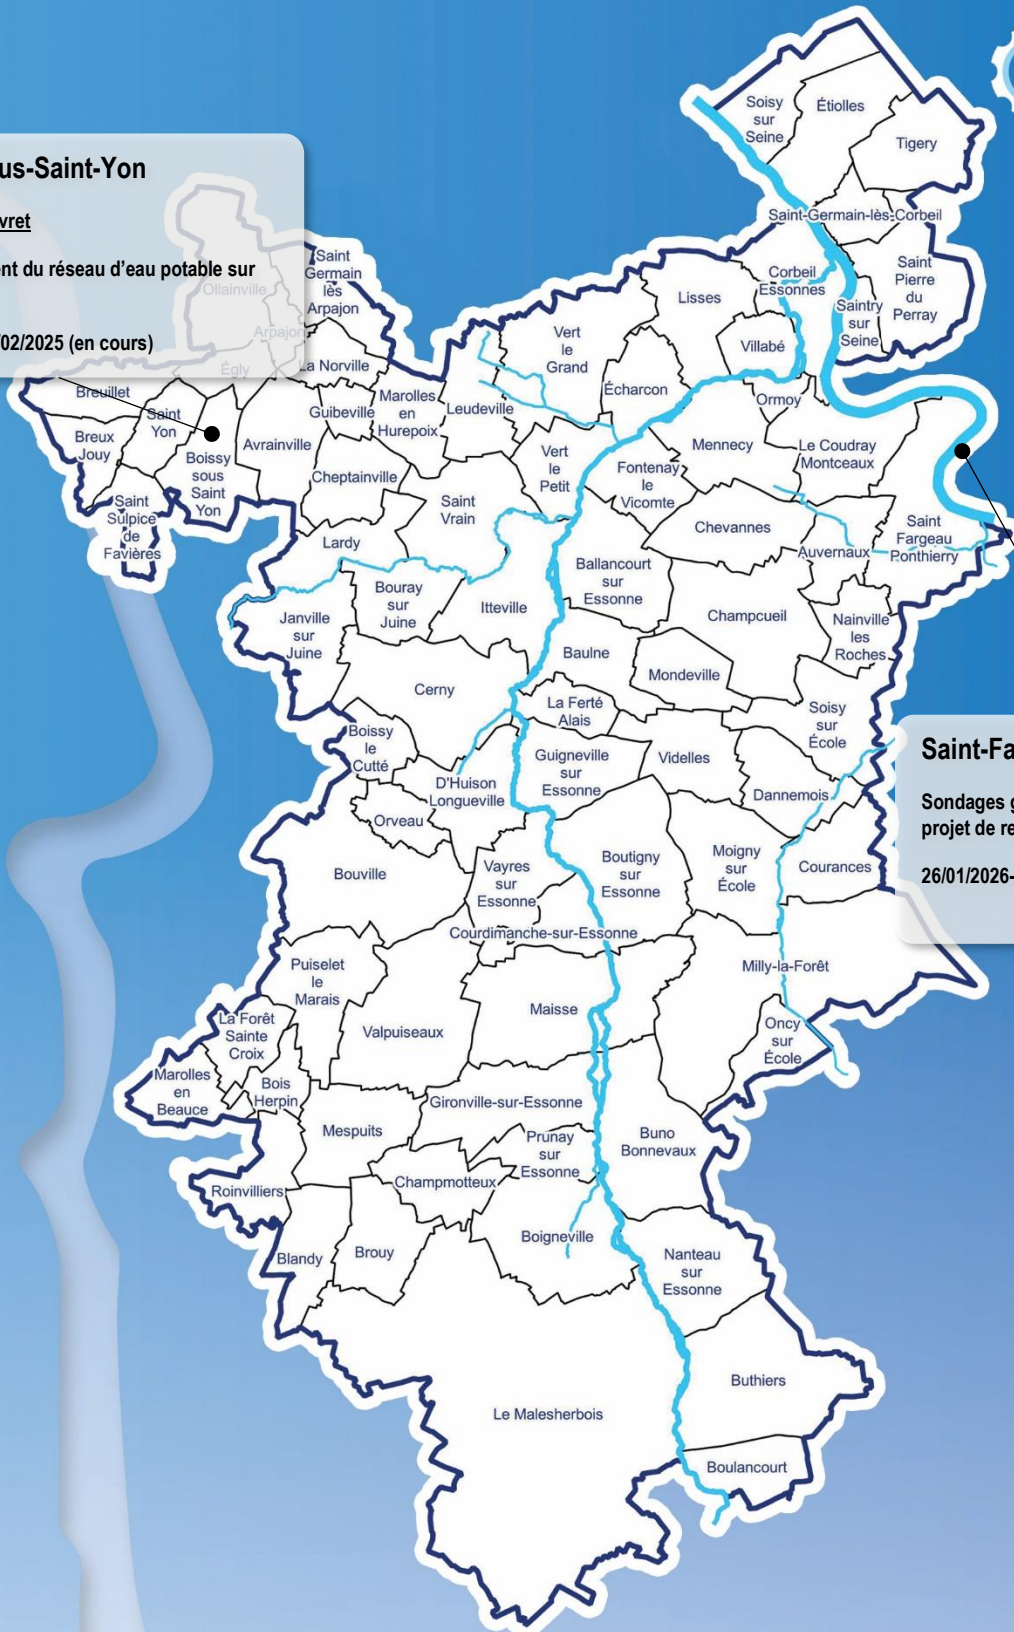 us-Saint-Yon
vret
ent du réseau d’eau potable sur
/02/2025 (en cours)
Soisy
sur
Seine
Étiolles
Tigery
Saint-Germain-lès-Corbeil
Saint
Pierre
du
Perray
Corbeil
Essonnes
Saintry
sur
Seine
Lisses
Villabé
Ormoy
Vert
le
Grand
Écharcon
Ollainville
Saint
Germain
lès
Arpajon
Arpajon
Égly
La Norville
Breuillet
Saint
Yon
Breux
Jouy
Boissy
sous
Saint
Yon
Saint
Sulpice
de
Favières
Avrainville
Guibeville
Cheptainville
Marolles
en
Hurepoix
Leudeville
Vert
le
Petit
Fontenay
le
Vicomte
Mennecy
Le Coudray
Montceaux
Saint
Vrain
Chevannes
Auvernaux
Saint
Fargeau
Ponthierry
Lardy
Bouray
sur
Juine
Janville
sur
Juine
Itteville
Ballancourt
sur
Essonne
Champcueil
Nainville
les
Roches
Baulne
Mondeville
Cerny
La Ferté
Alais
Soisy
sur
École
Boissy
le
Cutté
D'Huison
Longueville
Guigneville
sur
Essonne
Videlles
Dannemois
Orveau
Saint-Fa
Sondages g
projet de re
26/01/2026-
Bouville
Vayres
sur
Essonne
Boutigny
sur
Essonne
Moigny
sur
École
Courances
Courdimanche-sur-Essonne
Milly-la-Forêt
Puiselet
le
Marais
Valpuiseaux
Maisse
Oncy
sur
École
La Forêt
Sainte
Croix
Marolles
en
Beauce
Bois
Herpin
Mespuits
Gironville-sur-Essonne
Prunay
sur
Essonne
Buno
Bonnevaux
Champmotteux
Roinvilliers
Blandy
Brouy
Boigneville
Nanteau
sur
Essonne
Buthiers
Le Malesherbois
Boulancourt